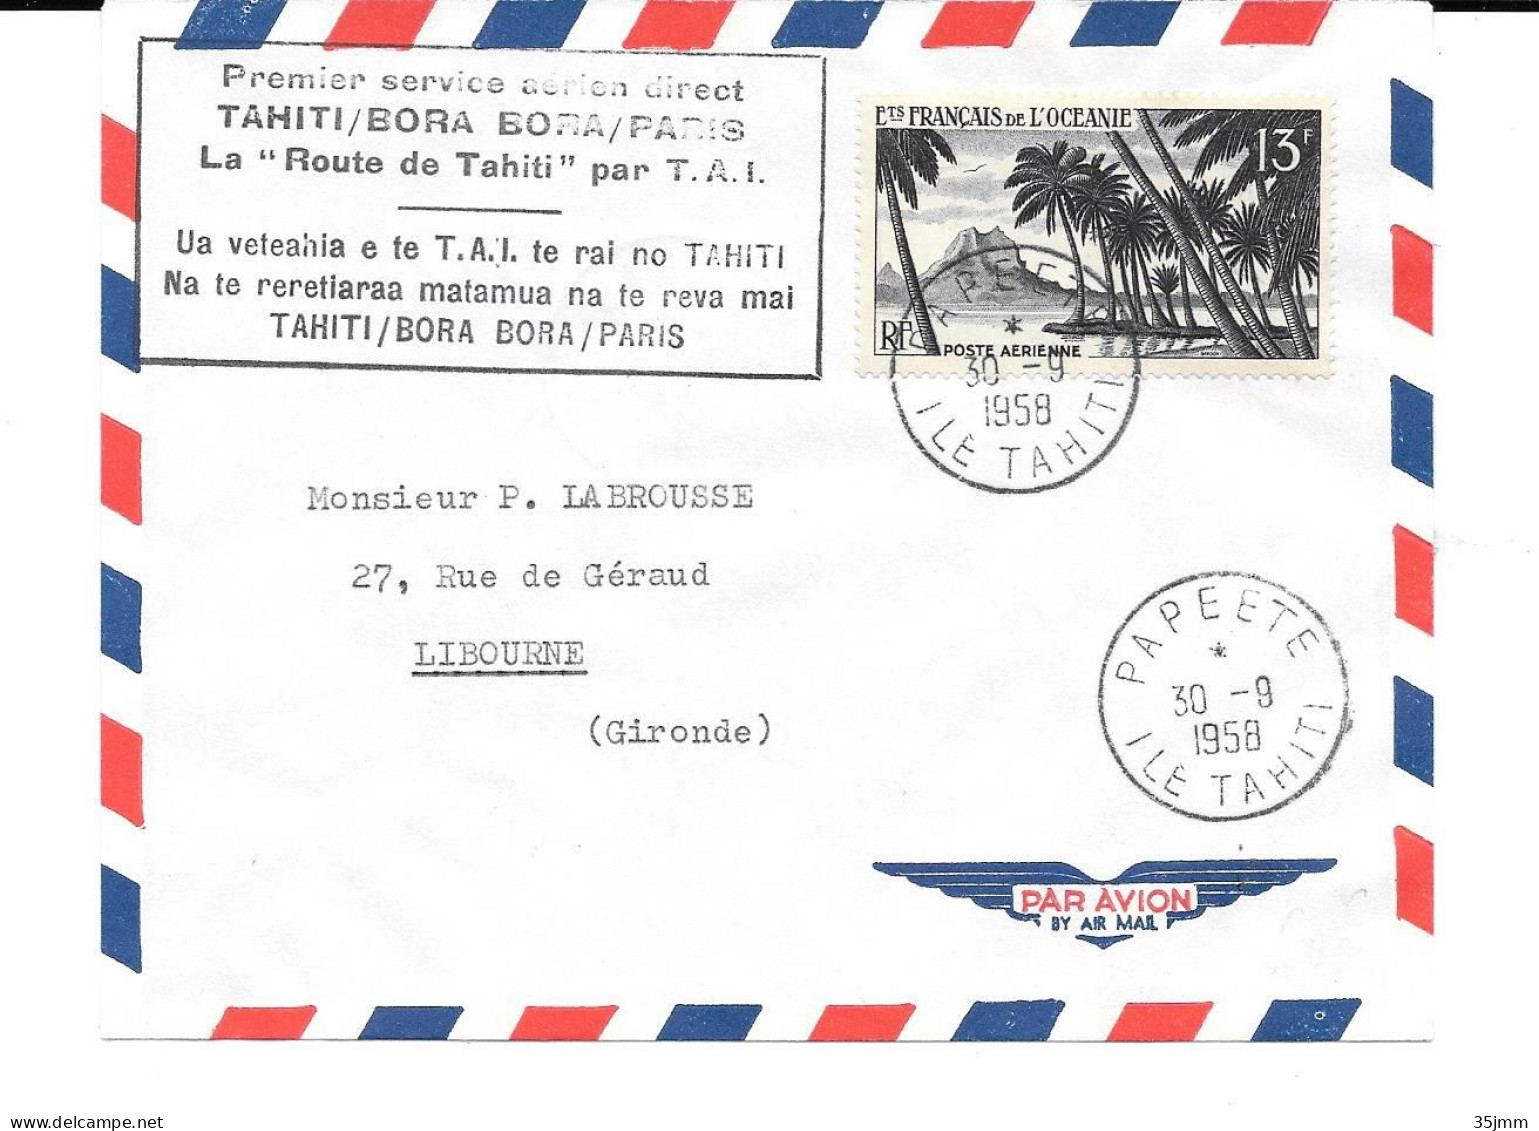 Premier service aérien direct
TAHITI/BORA BORA/PARIS
La "Route de Tahiti" par T.A.I.
Ua veteahia e te T.A.I. te rai no TAHITI
Na te reretiaraa matamua na te reva mai
TAHITI/BORA BORA/PARIS
ETS FRANÇAIS DE L'OCEANIE
13F
RF
POSTE AERIENNE
PAPEETE
*
30 -9
1958
ILE TAHITI
Monsieur P. LABROUSSE
27, Rue de Géraud
LIBOURNE
(Gironde)
PAPEETE
*
30 -9
1958
ILE TAHITI
PAR AVION
BY AIR MAIL
delcampe.net
35jmm